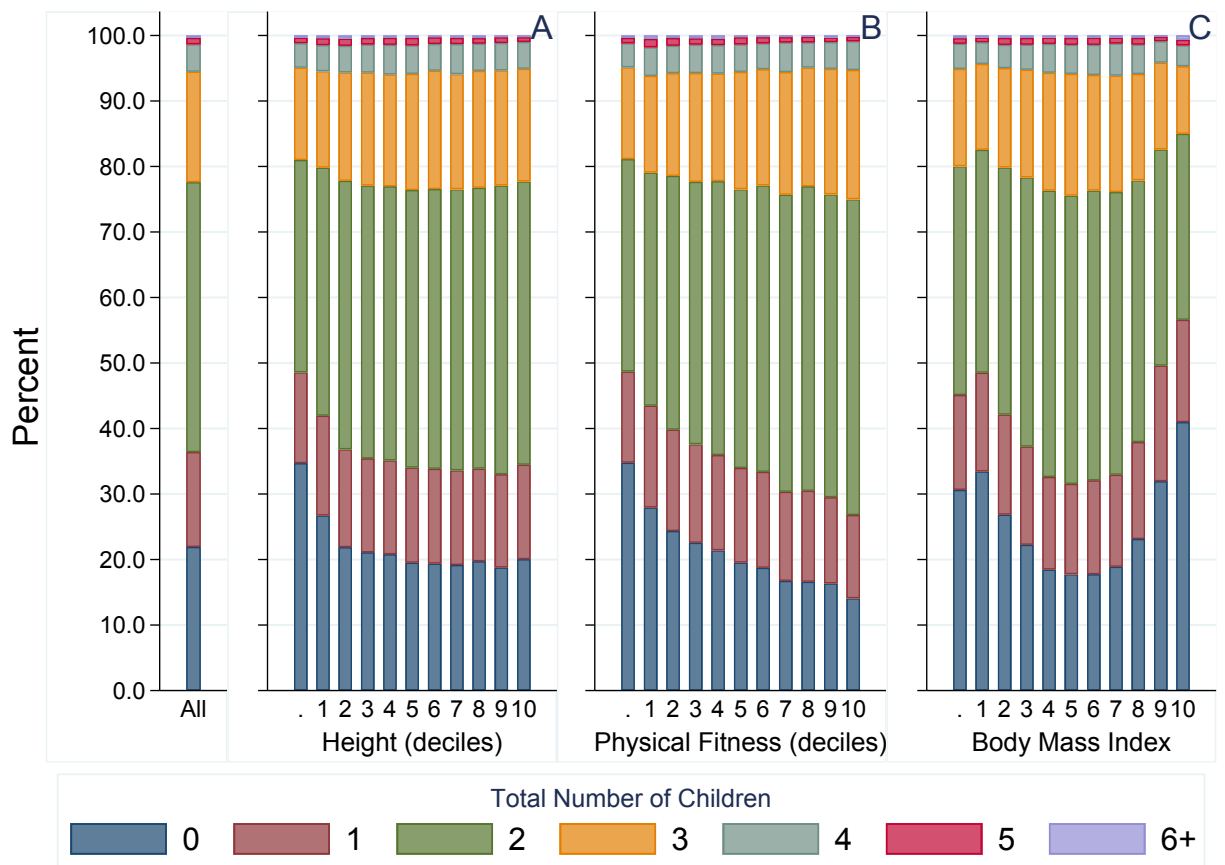 A B C
100.0
90.0
80.0
70.0
60.0
50.0
40.0
30.0
20.0
10.0
0.0
Percent
All . 1 2 3 4 5 6 7 8 9 10 . 1 2 3 4 5 6 7 8 9 10 . 1 2 3 4 5 6 7 8 9 10
Height (deciles) Physical Fitness (deciles) Body Mass Index
Total Number of Children
0 1 2 3 4 5 6+